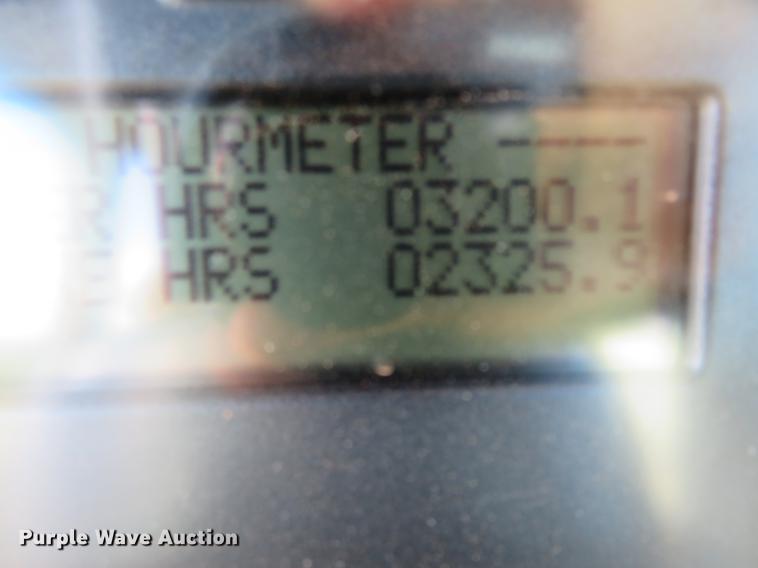 HOURMETER ----
HRS 03200.1
HRS 02325.9
Purple Wave Auction